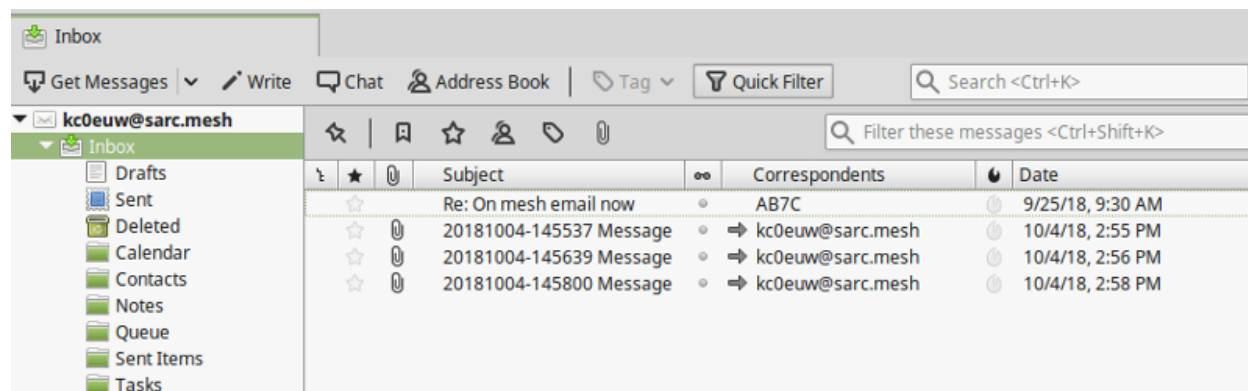 Inbox
Get Messages Write Chat Address Book Tag Quick Filter Search <Ctrl+K>
kc0euw@sarc.mesh
Inbox
Filter these messages <Ctrl+Shift+K>
Drafts
Sent
Deleted
Calendar
Contacts
Notes
Queue
Sent Items
Tasks
Subject Correspondents Date
Re: On mesh email now AB7C 9/25/18, 9:30 AM
20181004-145537 Message kc0euw@sarc.mesh 10/4/18, 2:55 PM
20181004-145639 Message kc0euw@sarc.mesh 10/4/18, 2:56 PM
20181004-145800 Message kc0euw@sarc.mesh 10/4/18, 2:58 PM